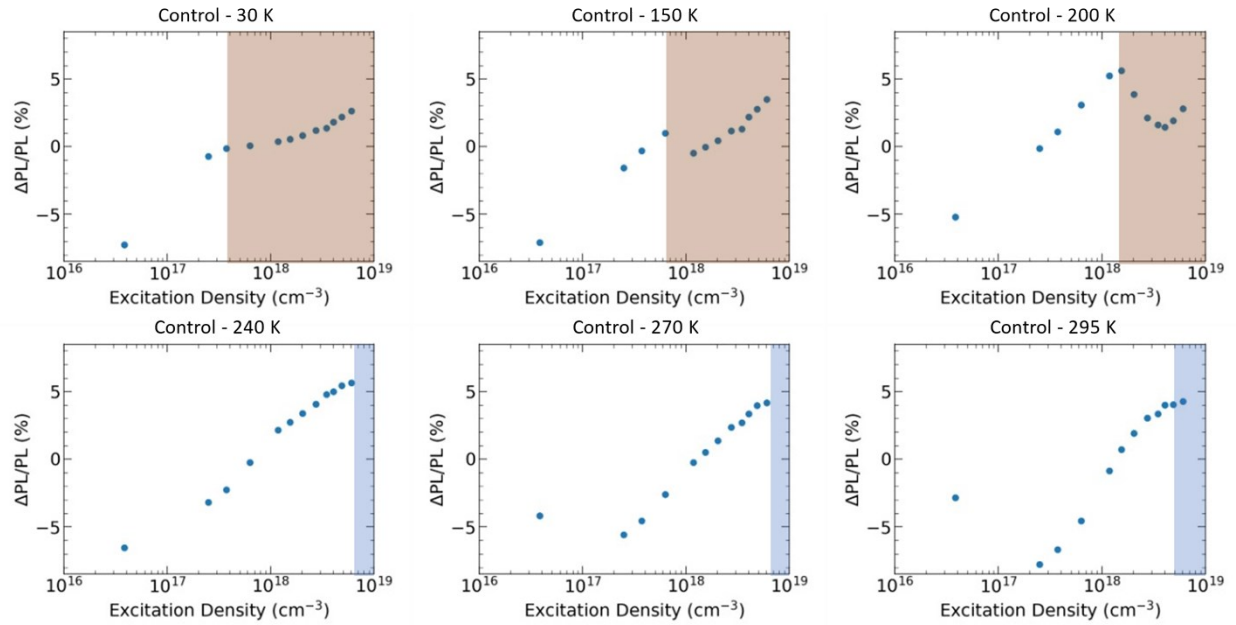 Control - 30 K
Control - 150 K
Control - 200 K
ΔPL/PL (%)
5
0
−5
10^16
10^17
10^18
10^19
Excitation Density (cm^−3)
ΔPL/PL (%)
5
0
−5
10^16
10^17
10^18
10^19
Excitation Density (cm^−3)
ΔPL/PL (%)
5
0
−5
10^16
10^17
10^18
10^19
Excitation Density (cm^−3)
Control - 240 K
Control - 270 K
Control - 295 K
ΔPL/PL (%)
5
0
−5
10^16
10^17
10^18
10^19
Excitation Density (cm^−3)
ΔPL/PL (%)
5
0
−5
10^16
10^17
10^18
10^19
Excitation Density (cm^−3)
ΔPL/PL (%)
5
0
−5
10^16
10^17
10^18
10^19
Excitation Density (cm^−3)